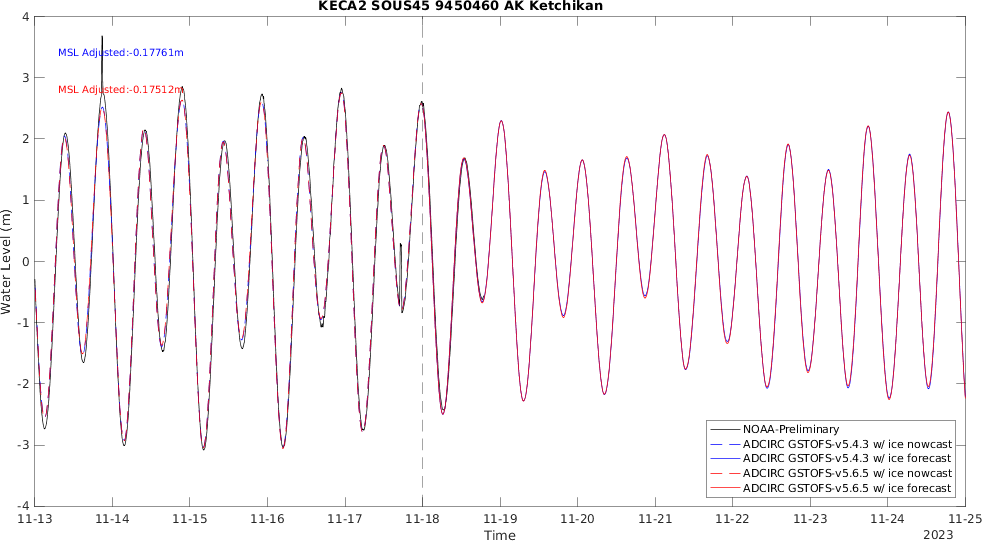 KECA2 SOUS45 9450460 AK Ketchikan
4
3
2
1
0
-1
-2
-3
-4
Water Level (m)
MSL Adjusted:-0.17761m
MSL Adjusted:-0.17512m
NOAA-Preliminary
ADCIRC GSTOFS-v5.4.3 w/ ice nowcast
ADCIRC GSTOFS-v5.4.3 w/ ice forecast
ADCIRC GSTOFS-v5.6.5 w/ ice nowcast
ADCIRC GSTOFS-v5.6.5 w/ ice forecast
11-13 11-14 11-15 11-16 11-17 11-18 11-19 11-20 11-21 11-22 11-23 11-24 11-25
Time
2023